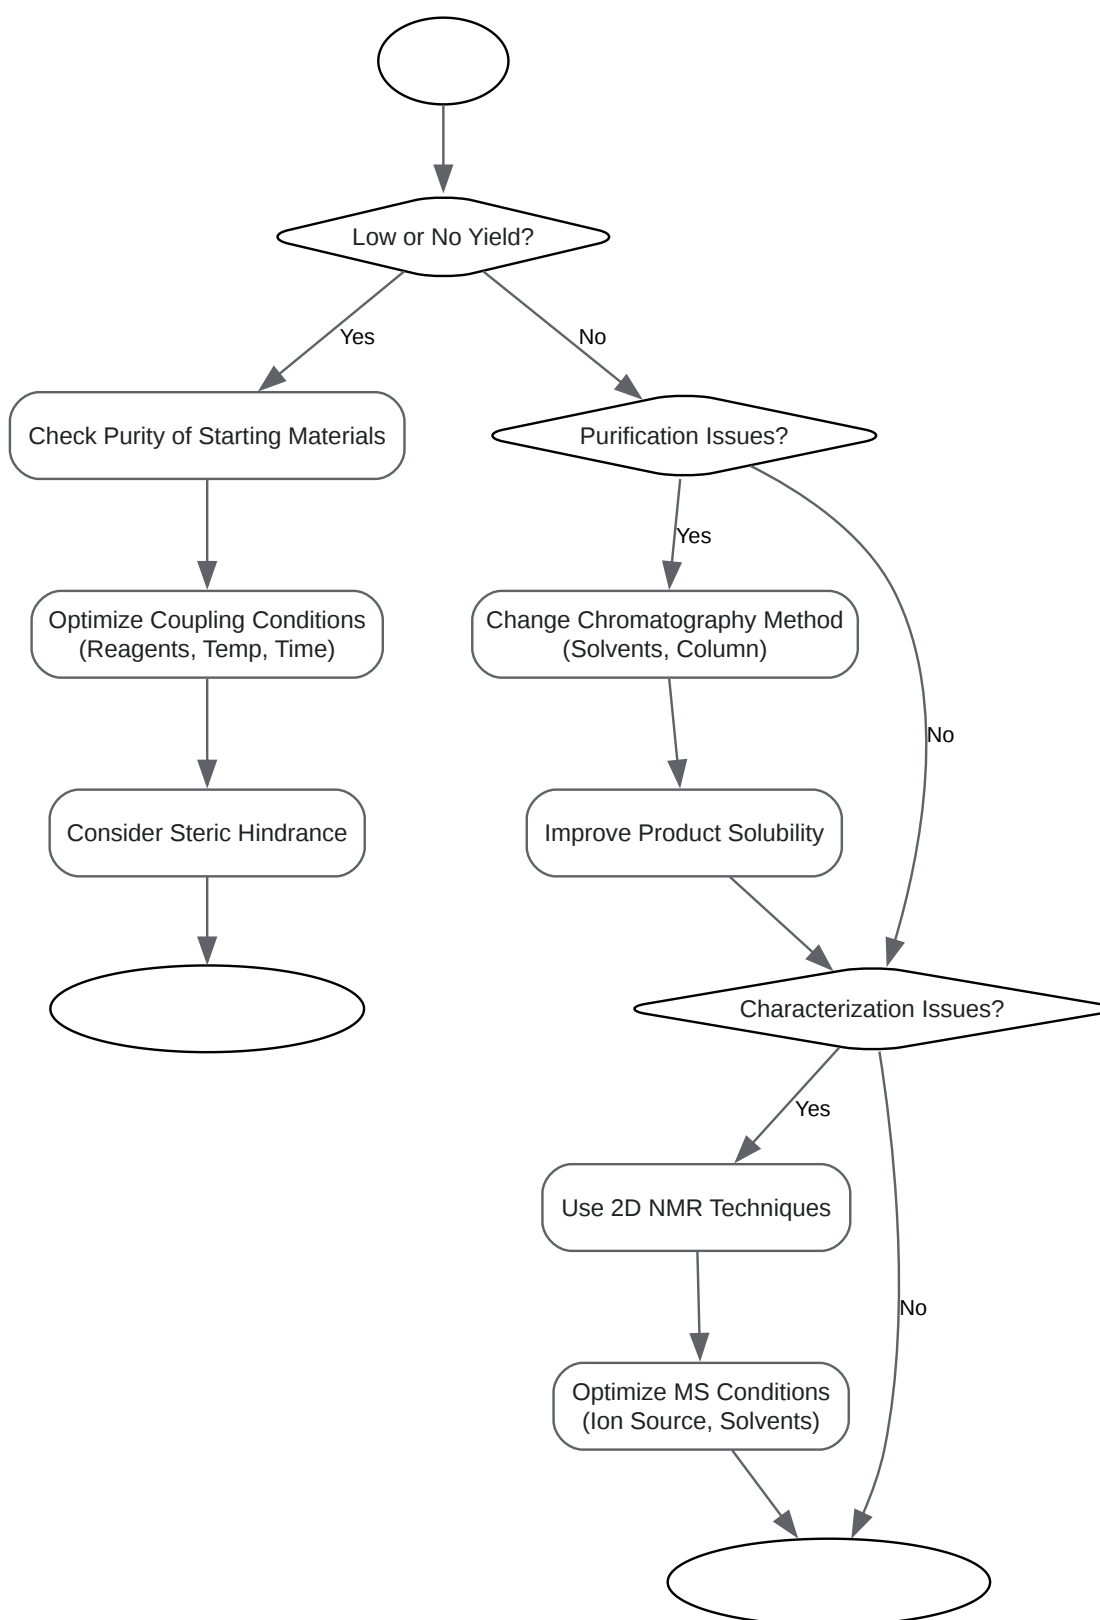 Low or No Yield?
Yes
No
Check Purity of Starting Materials
Purification Issues?
Yes
Optimize Coupling Conditions
(Reagents, Temp, Time)
Change Chromatography Method
(Solvents, Column)
No
Consider Steric Hindrance
Improve Product Solubility
Characterization Issues?
Yes
Use 2D NMR Techniques
No
Optimize MS Conditions
(Ion Source, Solvents)